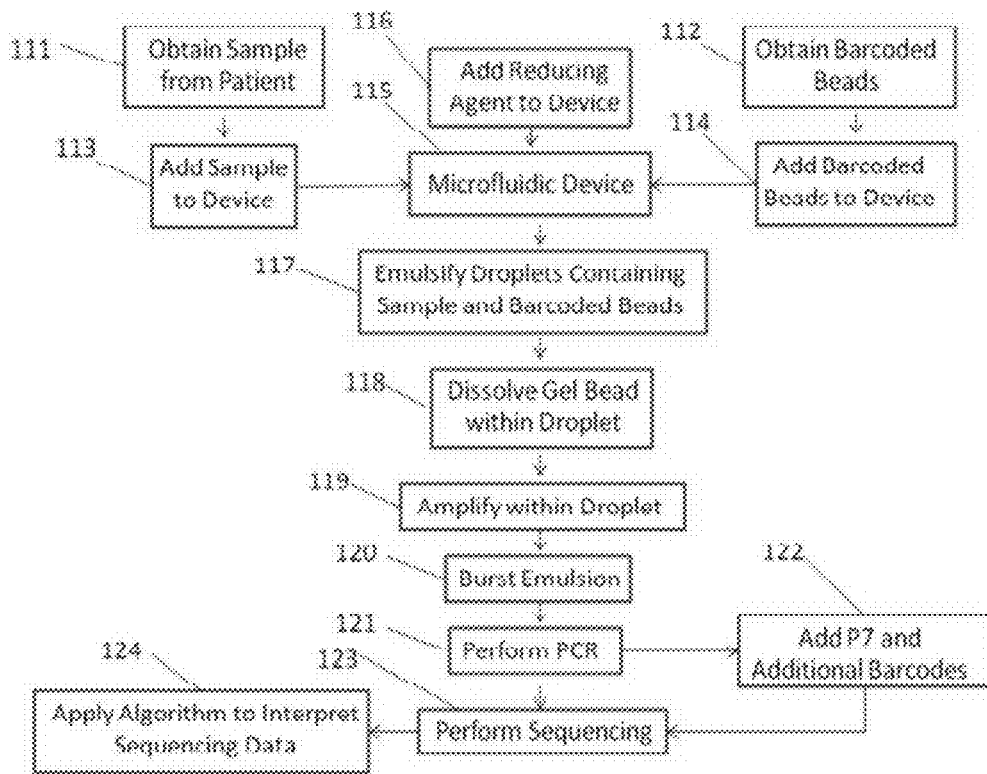 116
111
112
Obtain Sample
from Patient
Add Reducing
Agent to Device
Obtain Barcoded
Beads
115
113
114
Add Sample
to Device
Microfluidic Device
Add Barcoded
Beads to Device
117
Emulsify Droplets Containing
Sample and Barcoded Beads
118
Dissolve Gel Bead
within Droplet
119
Amplify within Droplet
120
Burst Emulsion
122
121
Perform PCR
Add P7 and
Additional Barcodes
124
123
Apply Algorithm to Interpret
Sequencing Data
Perform Sequencing